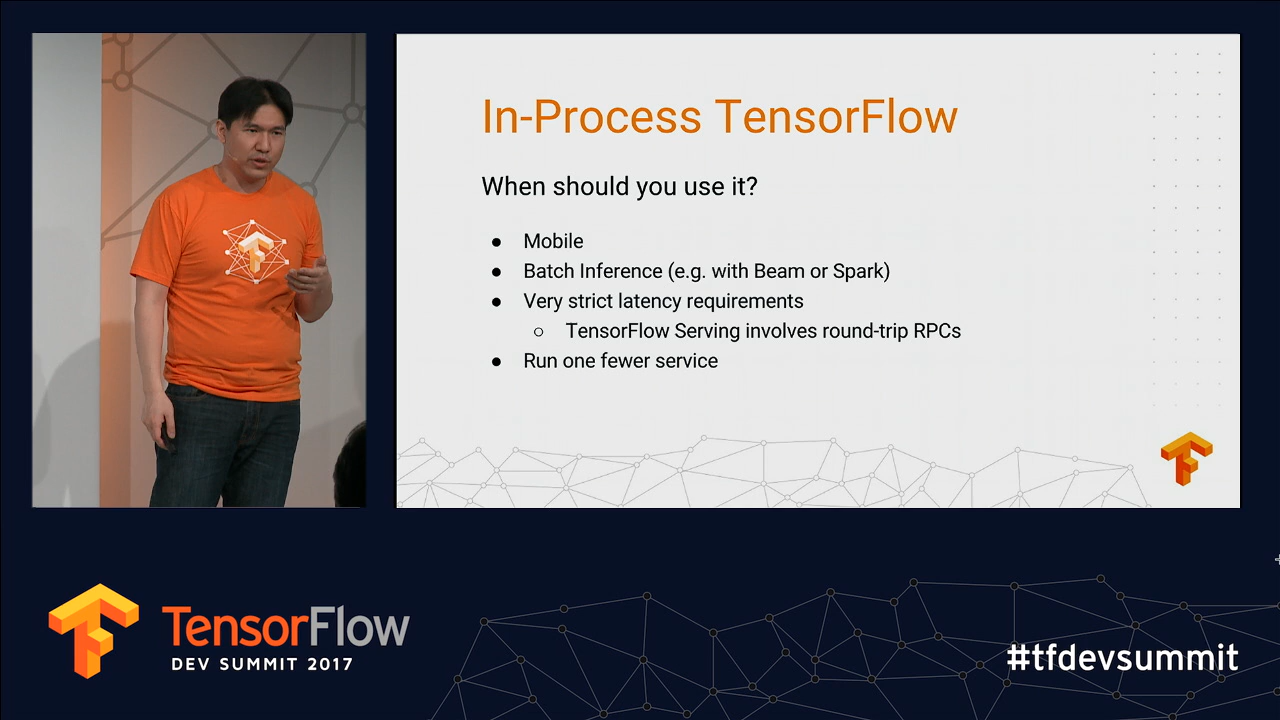 In-Process TensorFlow
When should you use it?
● Mobile
● Batch Inference (e.g. with Beam or Spark)
● Very strict latency requirements
○ TensorFlow Serving involves round-trip RPCs
● Run one fewer service
TensorFlow
DEV SUMMIT 2017
#tfdevsummit